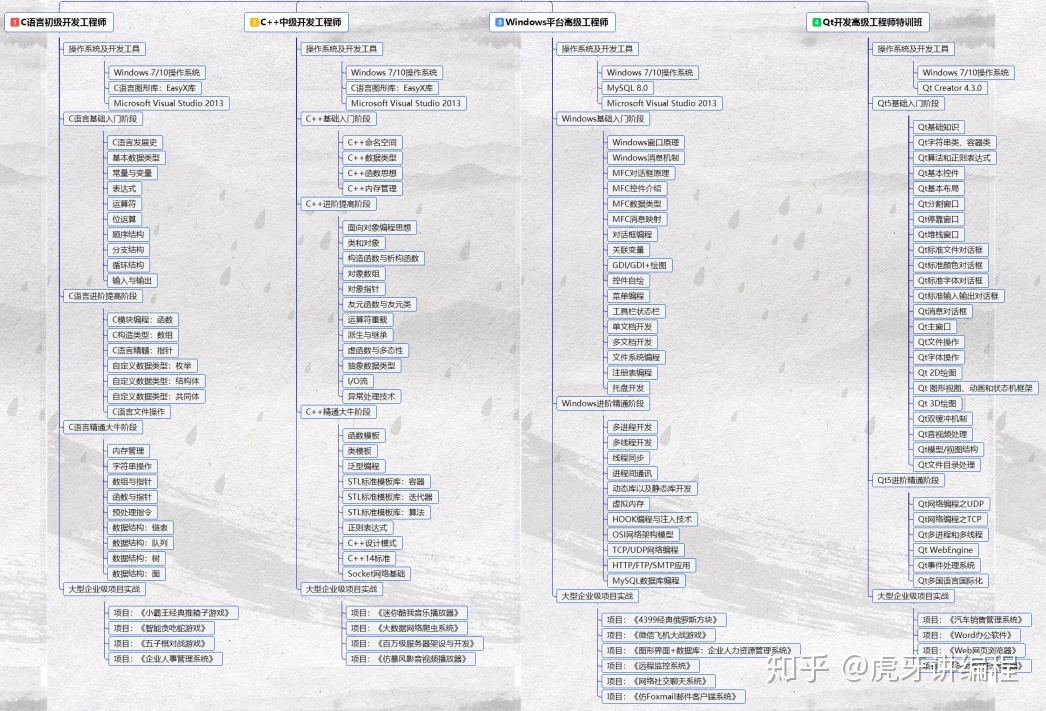 1 C语言初级开发工程师
操作系统及开发工具
Windows 7/10操作系统
C语言图形库：EasyX库
Microsoft Visual Studio 2013
C语言基础入门阶段
C语言发展史
基本数据类型
常量与变量
表达式
运算符
位运算
顺序结构
分支结构
循环结构
输入与输出
C语言进阶提高阶段
C模块编程：函数
C构造类型：数组
C语言精髓：指针
自定义数据类型：枚举
自定义数据类型：结构体
自定义数据类型：共同体
C语言文件操作
C语言精通大牛阶段
内存管理
字符串操作
数组与指针
函数与指针
预处理指令
数据结构：链表
数据结构：队列
数据结构：树
数据结构：图
大型企业级项目实战
项目：《小霸王经典推箱子游戏》
项目：《智能贪吃蛇游戏》
项目：《五子棋对战游戏》
项目：《企业人事管理系统》
2 C++中级开发工程师
操作系统及开发工具
Windows 7/10操作系统
C语言图形库：EasyX库
Microsoft Visual Studio 2013
C++基础入门阶段
C++命名空间
C++数据类型
C++函数思想
C++内存管理
C++进阶提高阶段
面向对象编程思想
类和对象
构造函数与析构函数
对象数组
对象指针
友元函数与友元类
运算符重载
派生与继承
虚函数与多态性
抽象数据类型
I/O流
异常处理技术
C++精通大牛阶段
函数模板
类模板
泛型编程
STL标准模板库：容器
STL标准模板库：迭代器
STL标准模板库：算法
正则表达式
C++设计模式
C++14标准
Socket网络基础
大型企业级项目实战
项目：《迷你酷我音乐播放器》
项目：《大数据网络爬虫系统》
项目：《百万级服务器架设与开发》
项目：《仿暴风影音视频播放器》
3 Windows平台高级工程师
操作系统及开发工具
Windows 7/10操作系统
MySQL 8.0
Microsoft Visual Studio 2013
Windows基础入门阶段
Windows窗口原理
Windows消息机制
MFC对话框原理
MFC控件介绍
MFC数据类型
MFC消息映射
对话框编程
关联变量
GDI/GDI+绘图
控件自绘
菜单编程
工具栏状态栏
单文档开发
多文档开发
文件系统编程
注册表编程
托盘开发
Windows进阶精通阶段
多进程开发
多线程开发
线程同步
进程间通讯
动态库以及静态库开发
虚拟内存
HOOK编程与注入技术
OSI网络架构模型
TCP/UDP网络编程
HTTP/FTP/SMTP应用
MySQL数据库编程
大型企业级项目实战
项目：《4399经典俄罗斯方块》
项目：《微信飞机大战游戏》
项目：《图形界面+数据库：企业人力资源管理系统》
项目：《远程监控系统》
项目：《网络社交聊天系统》
项目：《仿Foxmail邮件客户端系统》
4 Qt开发高级工程师特训班
操作系统及开发工具
Windows 7/10操作系统
Qt Creator 4.3.0
Qt5基础入门阶段
Qt基础知识
Qt字符串类、容器类
Qt算法和正则表达式
Qt基本控件
Qt基本布局
Qt分割窗口
Qt停靠窗口
Qt堆栈窗口
Qt标准文件对话框
Qt标准颜色对话框
Qt标准字体对话框
Qt标准输入输出对话框
Qt消息对话框
Qt主窗口
Qt文件操作
Qt字体操作
Qt 2D绘图
Qt 图形视图、动画和状态机框架
Qt 3D绘图
Qt双缓冲机制
Qt音视频处理
Qt模型/视图结构
Qt文件目录处理
Qt5进阶精通阶段
Qt网络编程之UDP
Qt网络编程之TCP
Qt多进程和多线程
Qt WebEngine
Qt事件处理系统
Qt多国语言国际化
大型企业级项目实战
项目：《汽车销售管理系统》
项目：《Word办公软件》
项目：《Web网页浏览器》
知乎 @虎牙讲编程